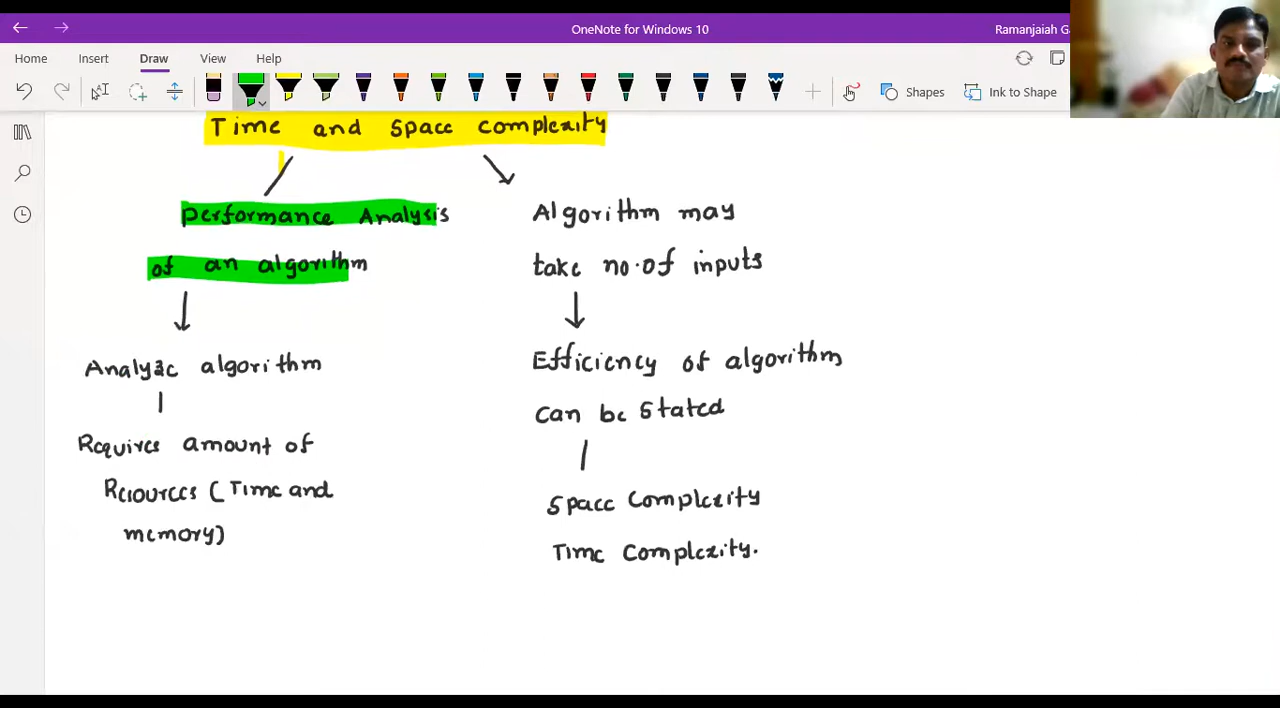 OneNote for Windows 10
Ramanjaiah G
Home Insert Draw View Help
Shapes
Ink to Shape
Time and Space complexity
performance Analysis
of an algorithm
Analyze algorithm
Requires amount of
Resources (Time and
memory)
Algorithm may
take no.of inputs
Efficiency of algorithm
can be stated
Space Complexity
Time Complexity.